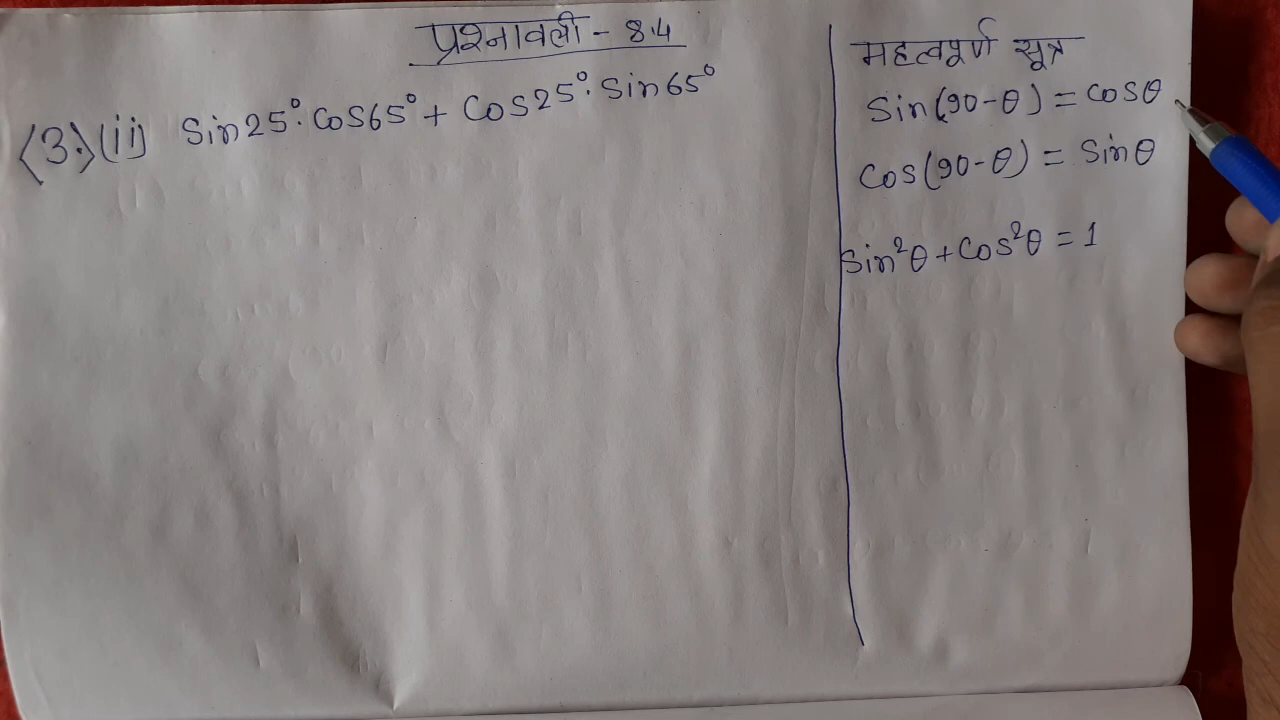 प्रश्नावली - 8.4
(3.)(ii) Sin25°. Cos65° + Cos25°. Sin65°
महत्वपूर्ण सूत्र
Sin(90-θ) = Cosθ
Cos(90-θ) = Sinθ
Sin²θ + Cos²θ = 1